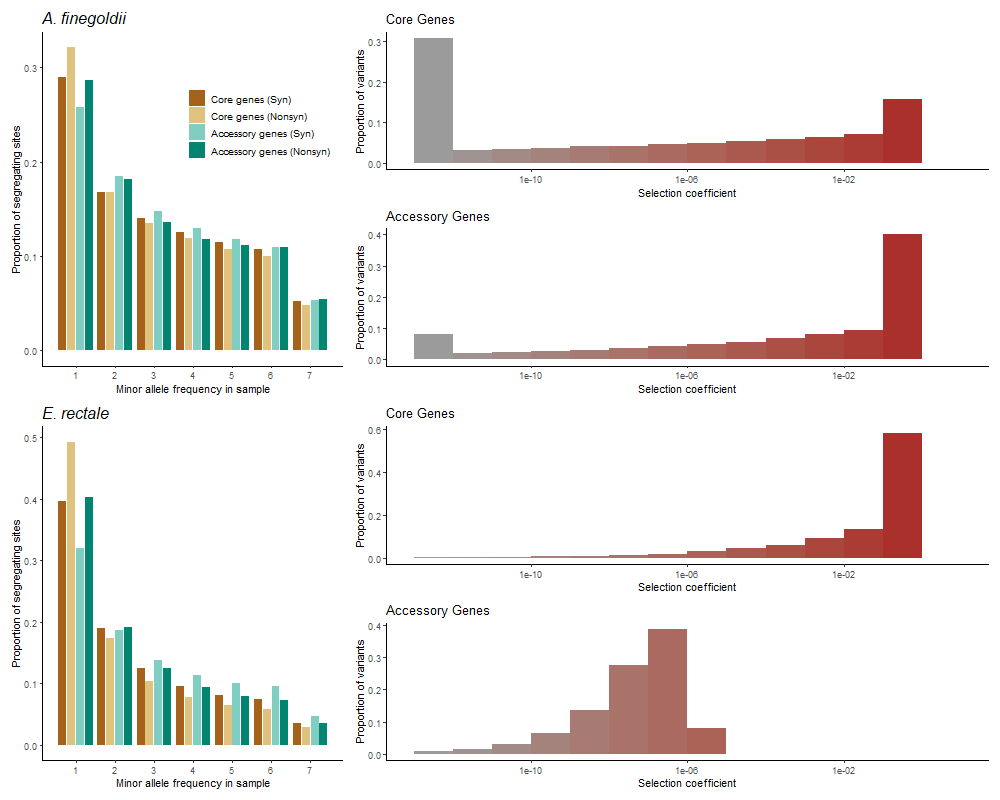 A. finegoldii
Proportion of segregating sites
0.3
0.2
0.1
0.0
1 2 3 4 5 6 7
Minor allele frequency in sample
Core genes (Syn)
Core genes (Nonsyn)
Accessory genes (Syn)
Accessory genes (Nonsyn)
Core Genes
Proportion of variants
0.3
0.2
0.1
0.0
1e-10 1e-06 1e-02
Selection coefficient
Accessory Genes
Proportion of variants
0.4
0.3
0.2
0.1
0.0
1e-10 1e-06 1e-02
Selection coefficient
E. rectale
Proportion of segregating sites
0.5
0.4
0.3
0.2
0.1
0.0
1 2 3 4 5 6 7
Minor allele frequency in sample
Core Genes
Proportion of variants
0.6
0.4
0.2
0.0
1e-10 1e-06 1e-02
Selection coefficient
Accessory Genes
Proportion of variants
0.4
0.3
0.2
0.1
0.0
1e-10 1e-06 1e-02
Selection coefficient